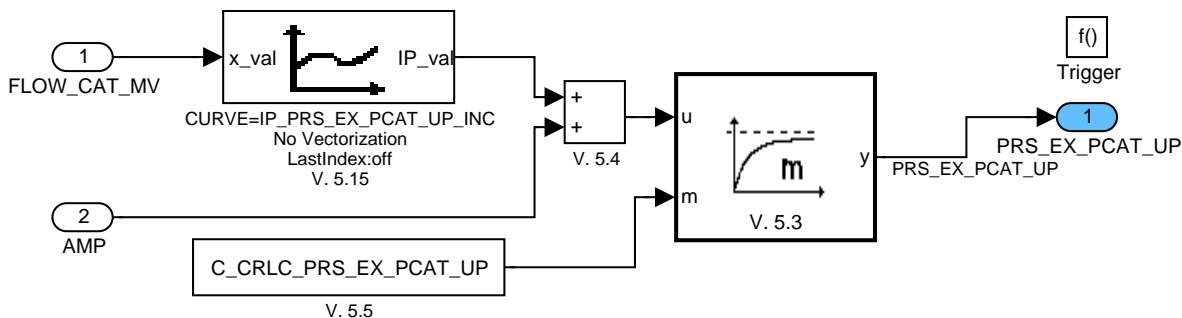 1
FLOW_CAT_MV
x_val
IP_val
CURVE=IP_PRS_EX_PCAT_UP_INC
No Vectorization
LastIndex:off
V. 5.15
2
AMP
C_CRLC_PRS_EX_PCAT_UP
V. 5.5
+
+
V. 5.4
u
m
m
y
V. 5.3
PRS_EX_PCAT_UP
f()
Trigger
1
PRS_EX_PCAT_UP